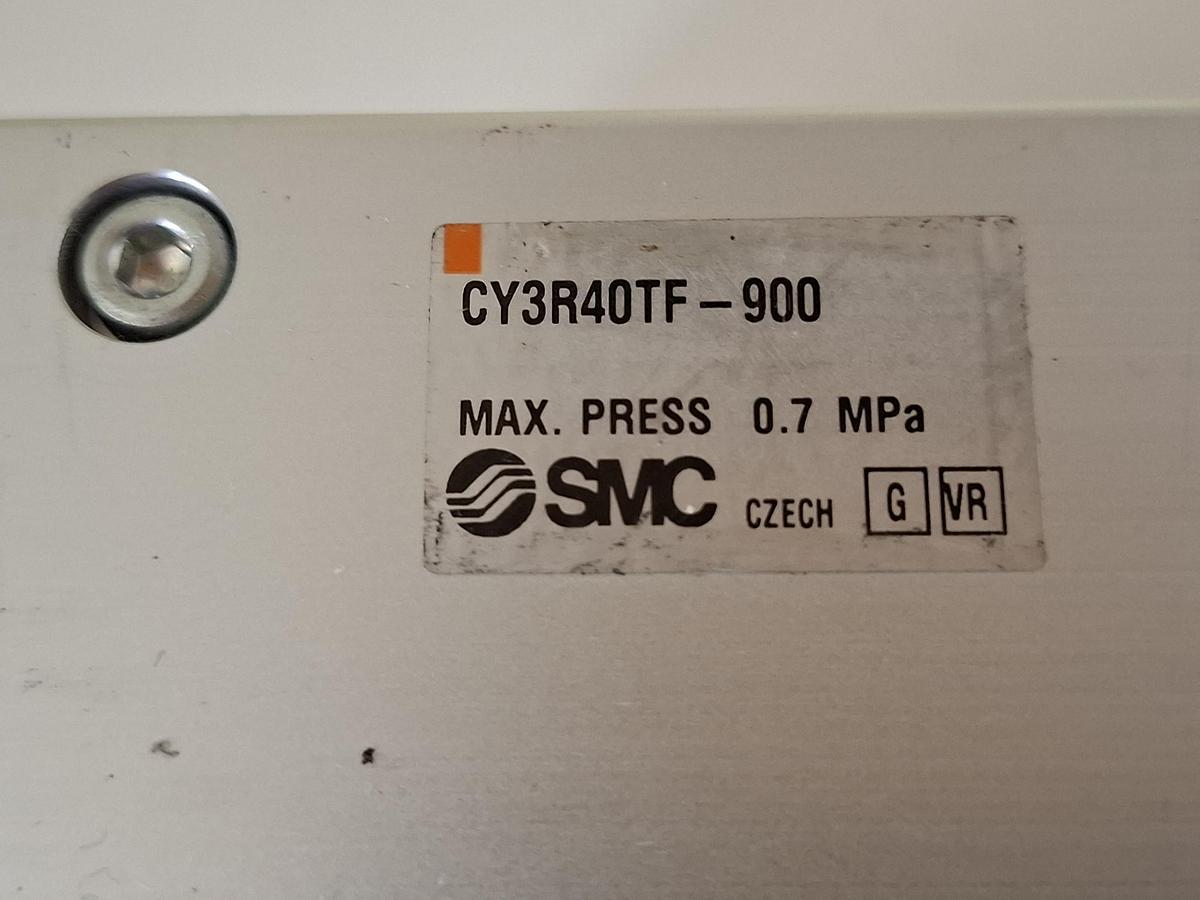 CY3R40TF-900
MAX. PRESS 0.7 MPa
SMC CZECH G VR